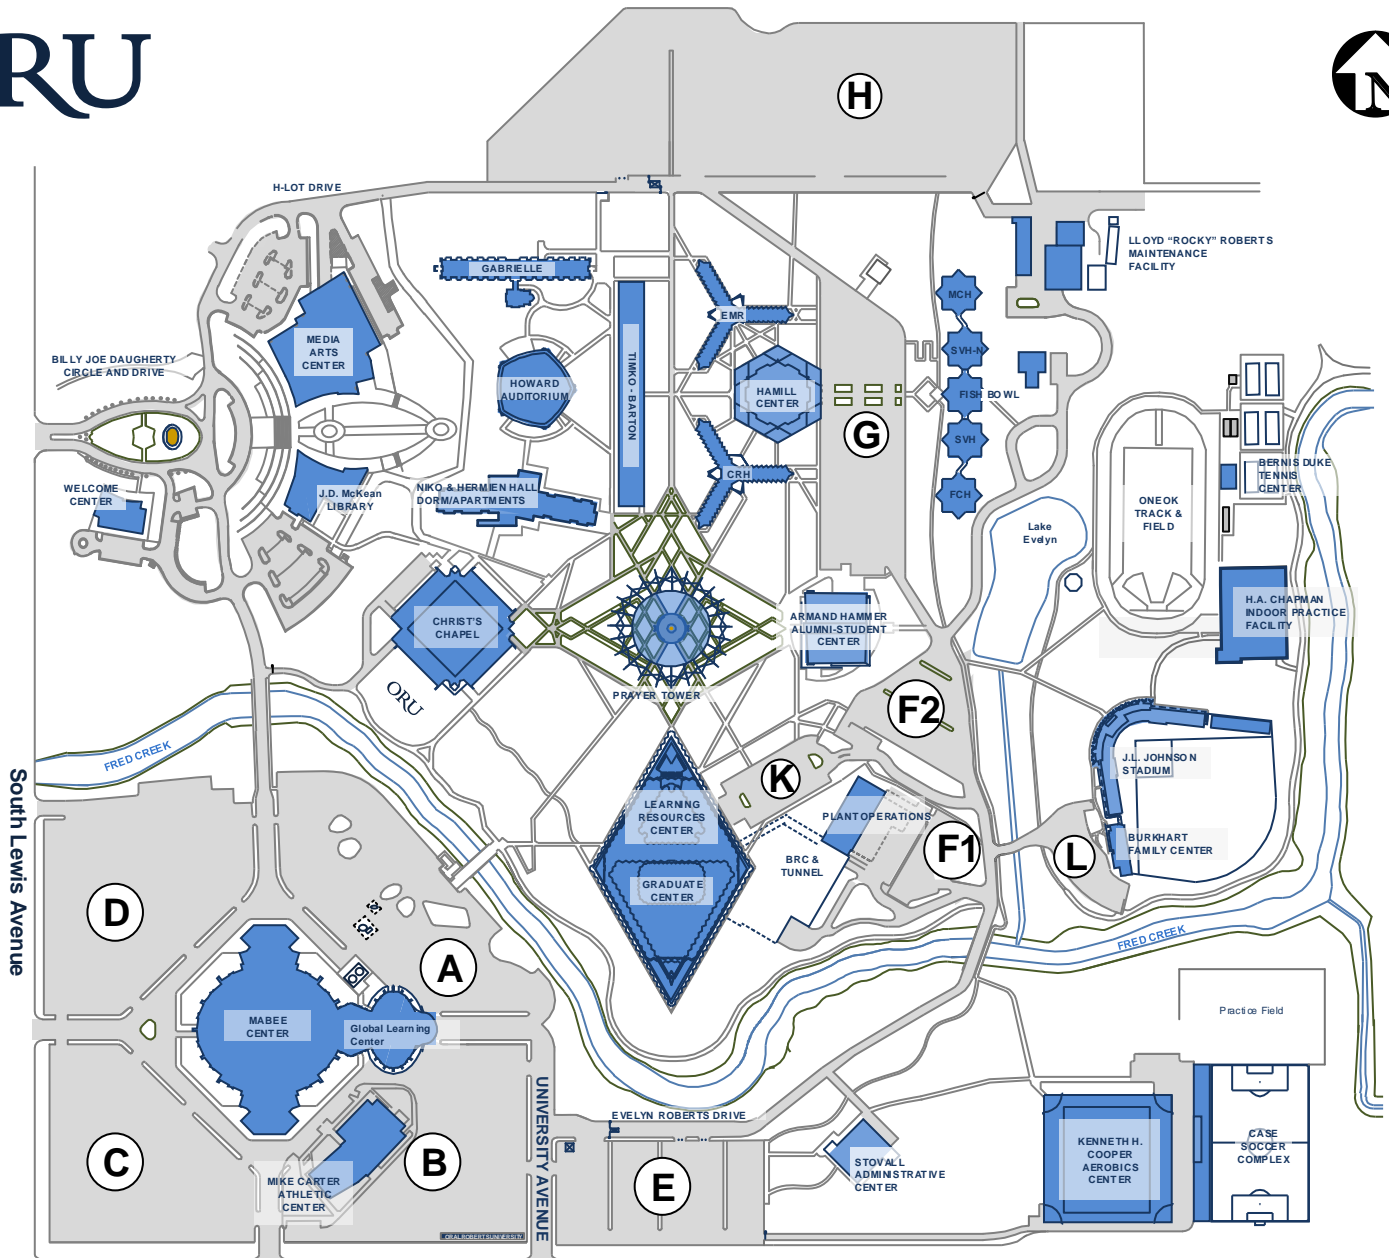 RU
H
N
H-LOT DRIVE
LLOYD “ROCKY” ROBERTS
MAINTENANCE
FACILITY
GABRIELLE
MCH
EMR
MEDIA
ARTS
CENTER
SVH-N
BILLY JOE DAUGHERTY
CIRCLE AND DRIVE
HOWARD
AUDITORIUM
TIMKO - BARTON
HAMILL
CENTER
FISH BOWL
G
SVH
CRH
BERNIS DUKE
TENNIS
CENTER
WELCOME
CENTER
J.D. McKean
LIBRARY
NIKO & HERMIEN HALL
DORM/APARTMENTS
FCH
ONEOK
TRACK &
FIELD
Lake
Evelyn
H.A. CHAPMAN
INDOOR PRACTICE
FACILITY
CHRIST'S
CHAPEL
ARMAND HAMMER
ALUMNI-STUDENT
CENTER
ORU
PRAYER TOWER
F2
FRED CREEK
J.L. JOHNSON
STADIUM
K
South Lewis Avenue
LEARNING
RESOURCES
CENTER
PLANT OPERATIONS
BURKHART
FAMILY CENTER
F1
L
BRC &
TUNNEL
GRADUATE
CENTER
D
A
FRED CREEK
MABEE
CENTER
Global Learning
Center
Practice Field
UNIVERSITY AVENUE
EVELYN ROBERTS DRIVE
C
B
E
KENNETH H.
COOPER
AEROBICS
CENTER
CASE
SOCCER
COMPLEX
STOVALL
ADMINISTRATIVE
CENTER
MIKE CARTER
ATHLETIC
CENTER
ORAL ROBERTS UNIVERSITY